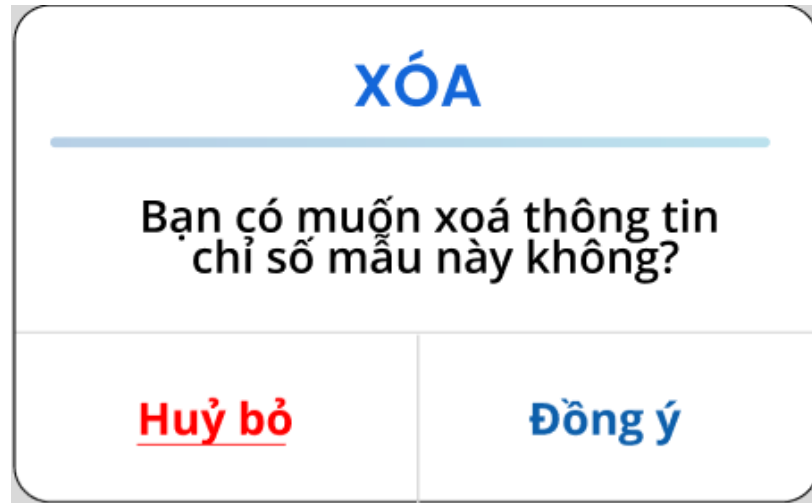 XÓA
Bạn có muốn xoá thông tin
chỉ số mẫu này không?
Huỷ bỏ
Đồng ý